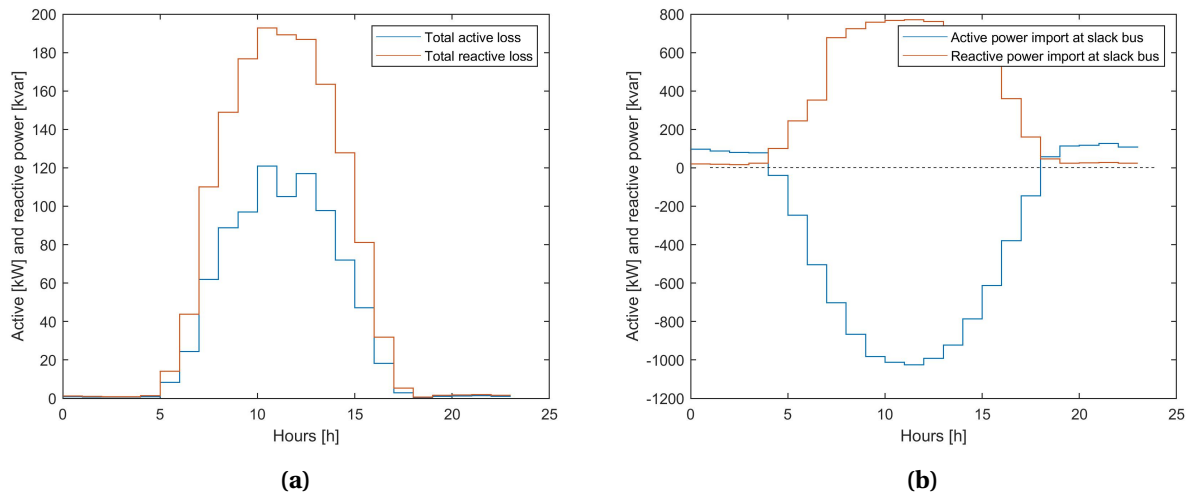 200
180
160
140
120
100
80
60
40
20
0
Active [kW] and reactive power [kvar]
Total active loss
Total reactive loss
0 5 10 15 20 25
Hours [h]
(a)
800
600
400
200
0
-200
-400
-600
-800
-1000
-1200
Active [kW] and reactive power [kvar]
Active power import at slack bus
Reactive power import at slack bus
0 5 10 15 20 25
Hours [h]
(b)